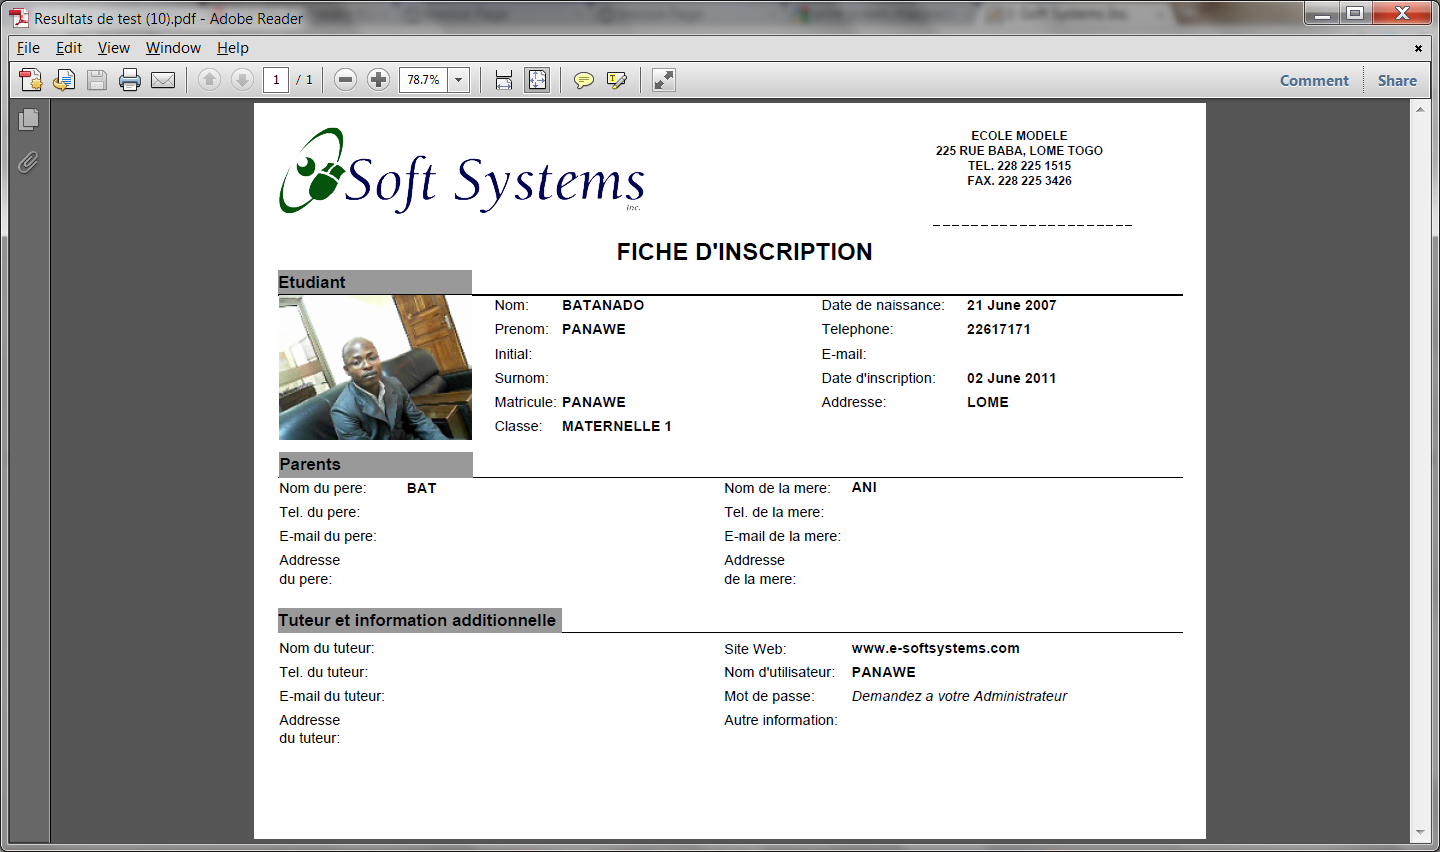 Resultats de test (10).pdf - Adobe Reader
File Edit View Window Help
1 / 1 78.7% Comment Share
Soft Systems
inc.
ECOLE MODELE
225 RUE BABA, LOME TOGO
TEL. 228 225 1515
FAX. 228 225 3426
FICHE D'INSCRIPTION
Etudiant
Nom: BATANADO Date de naissance: 21 June 2007
Prenom: PANAWE Telephone: 22617171
Initial: E-mail:
Surnom: Date d'inscription: 02 June 2011
Matricule: PANAWE Addresse: LOME
Classe: MATERNELLE 1
Parents
Nom du pere: BAT Nom de la mere: ANI
Tel. du pere: Tel. de la mere:
E-mail du pere: E-mail de la mere:
Addresse Addresse
du pere: de la mere:
Tuteur et information additionnelle
Nom du tuteur: Site Web: www.e-softsystems.com
Tel. du tuteur: Nom d'utilisateur: PANAWE
E-mail du tuteur: Mot de passe: Demandez a votre Administrateur
Addresse Autre information:
du tuteur: